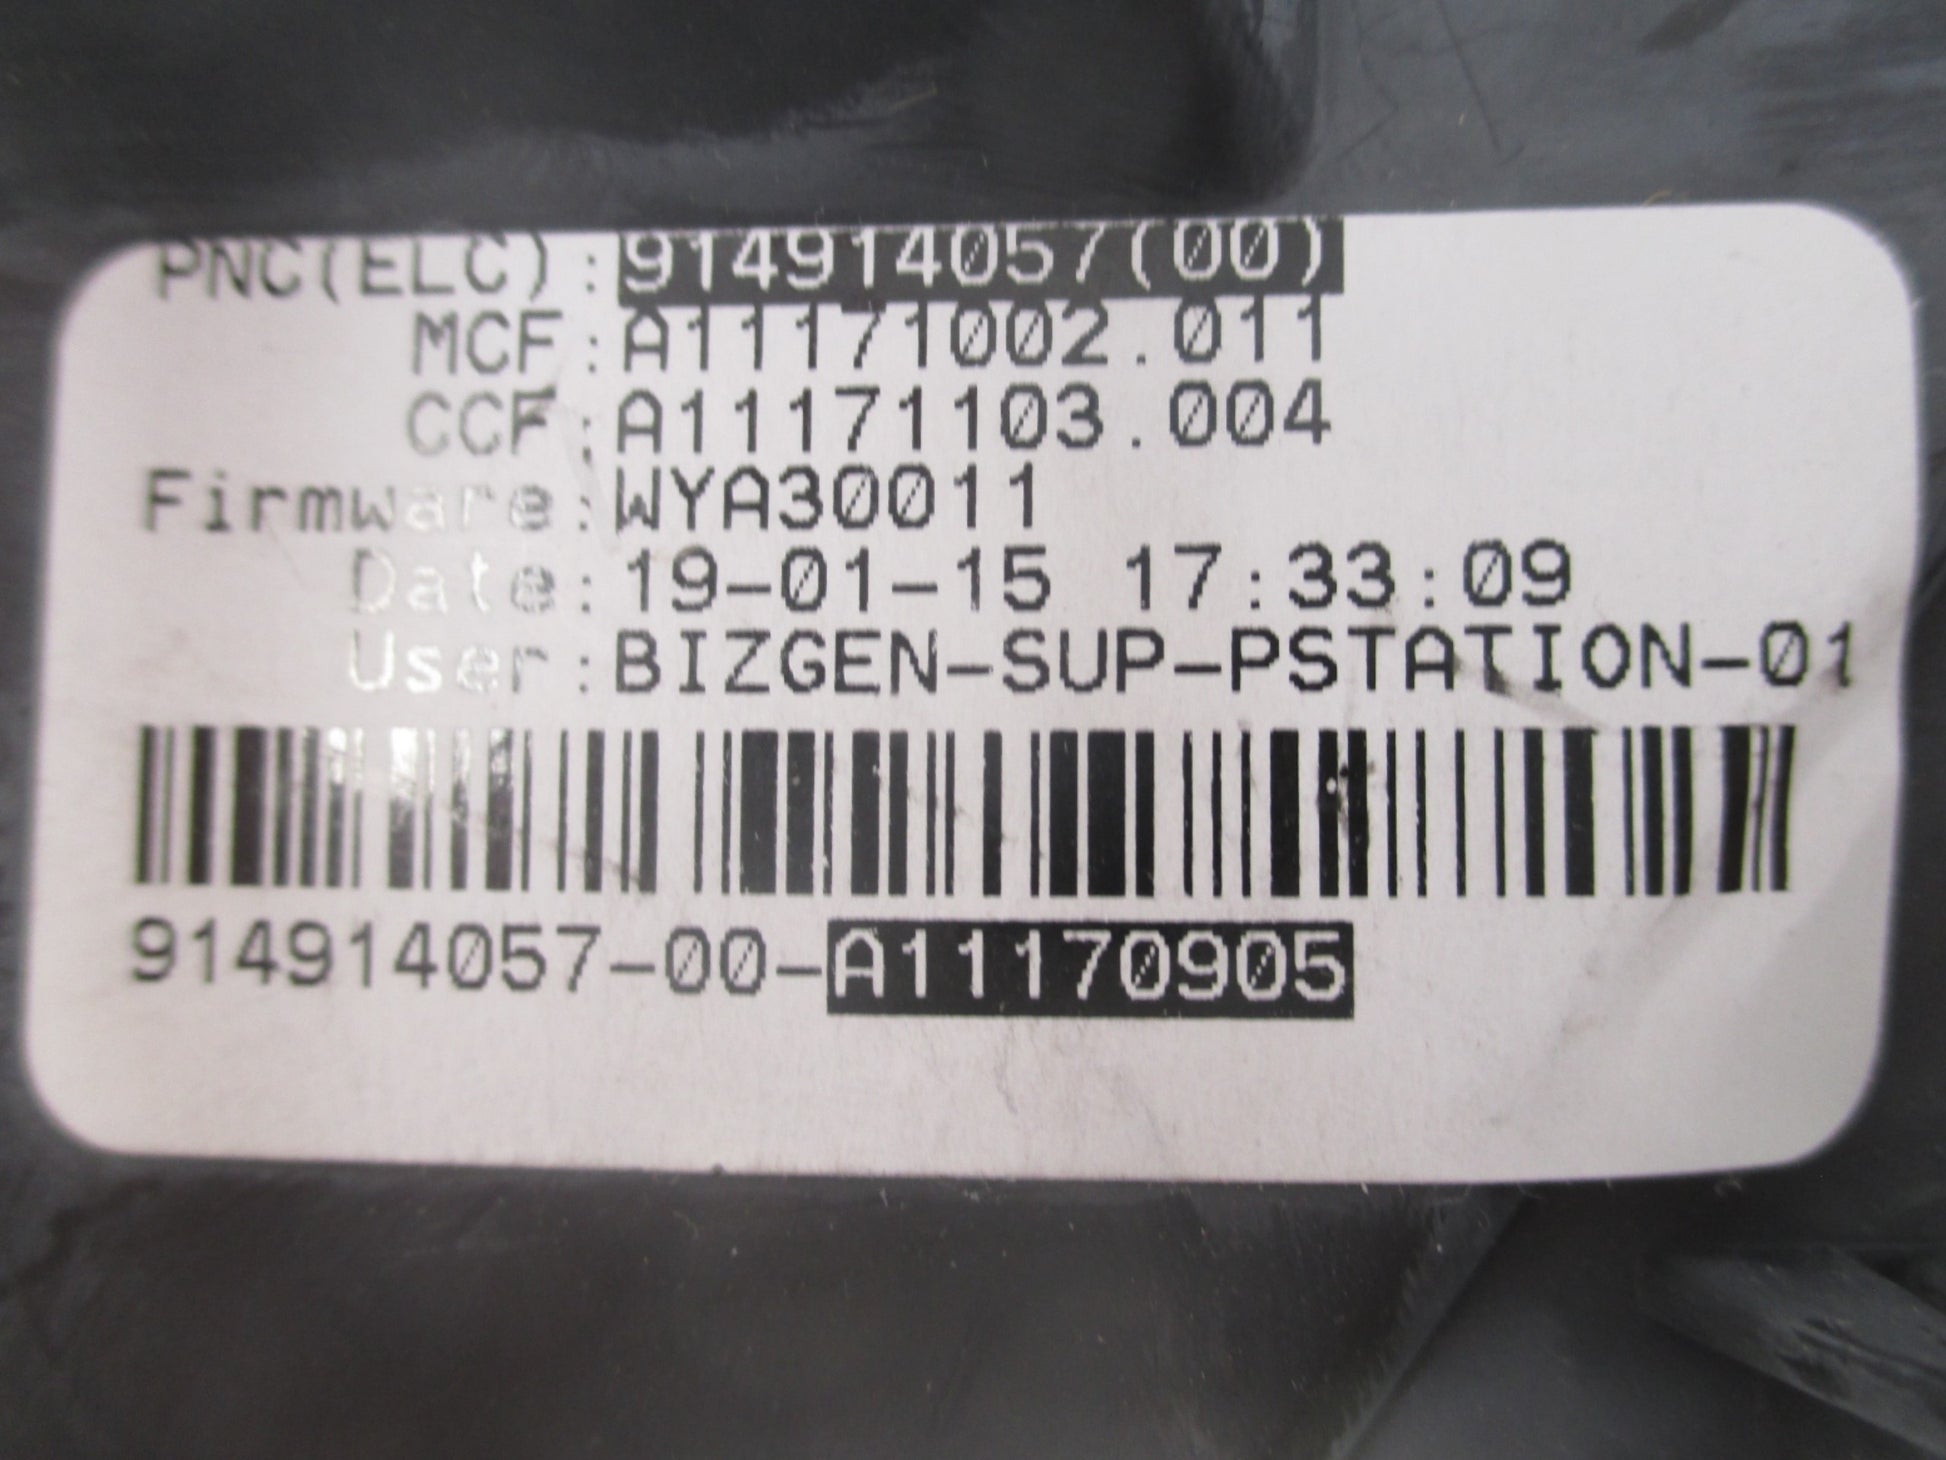 PNC(ELC):914914057(00)
MCF:A11171002.011
CCF:A11171103.004
Firmware:WYA30011
Date:19-01-15 17:33:09
User:BIZGEN-SUP-PSTATION-01
914914057-00-A11170905